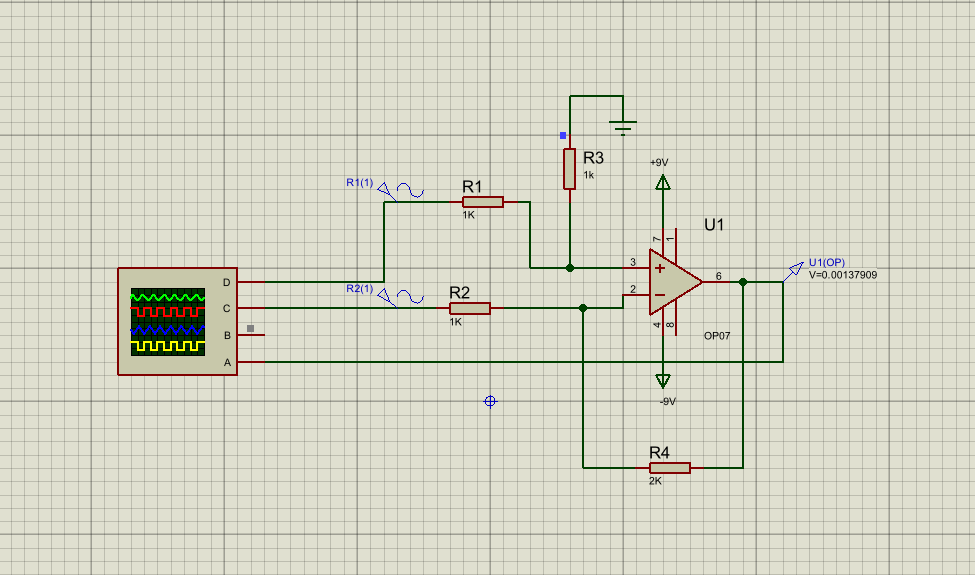 R3
1k
+9V
R1(1)
R1
1K
U1
7
1
3
6
U1(OP)
V=0.00137909
D
R2(1)
R2
2
C
1K
4
8
B
OP07
A
-9V
R4
2K